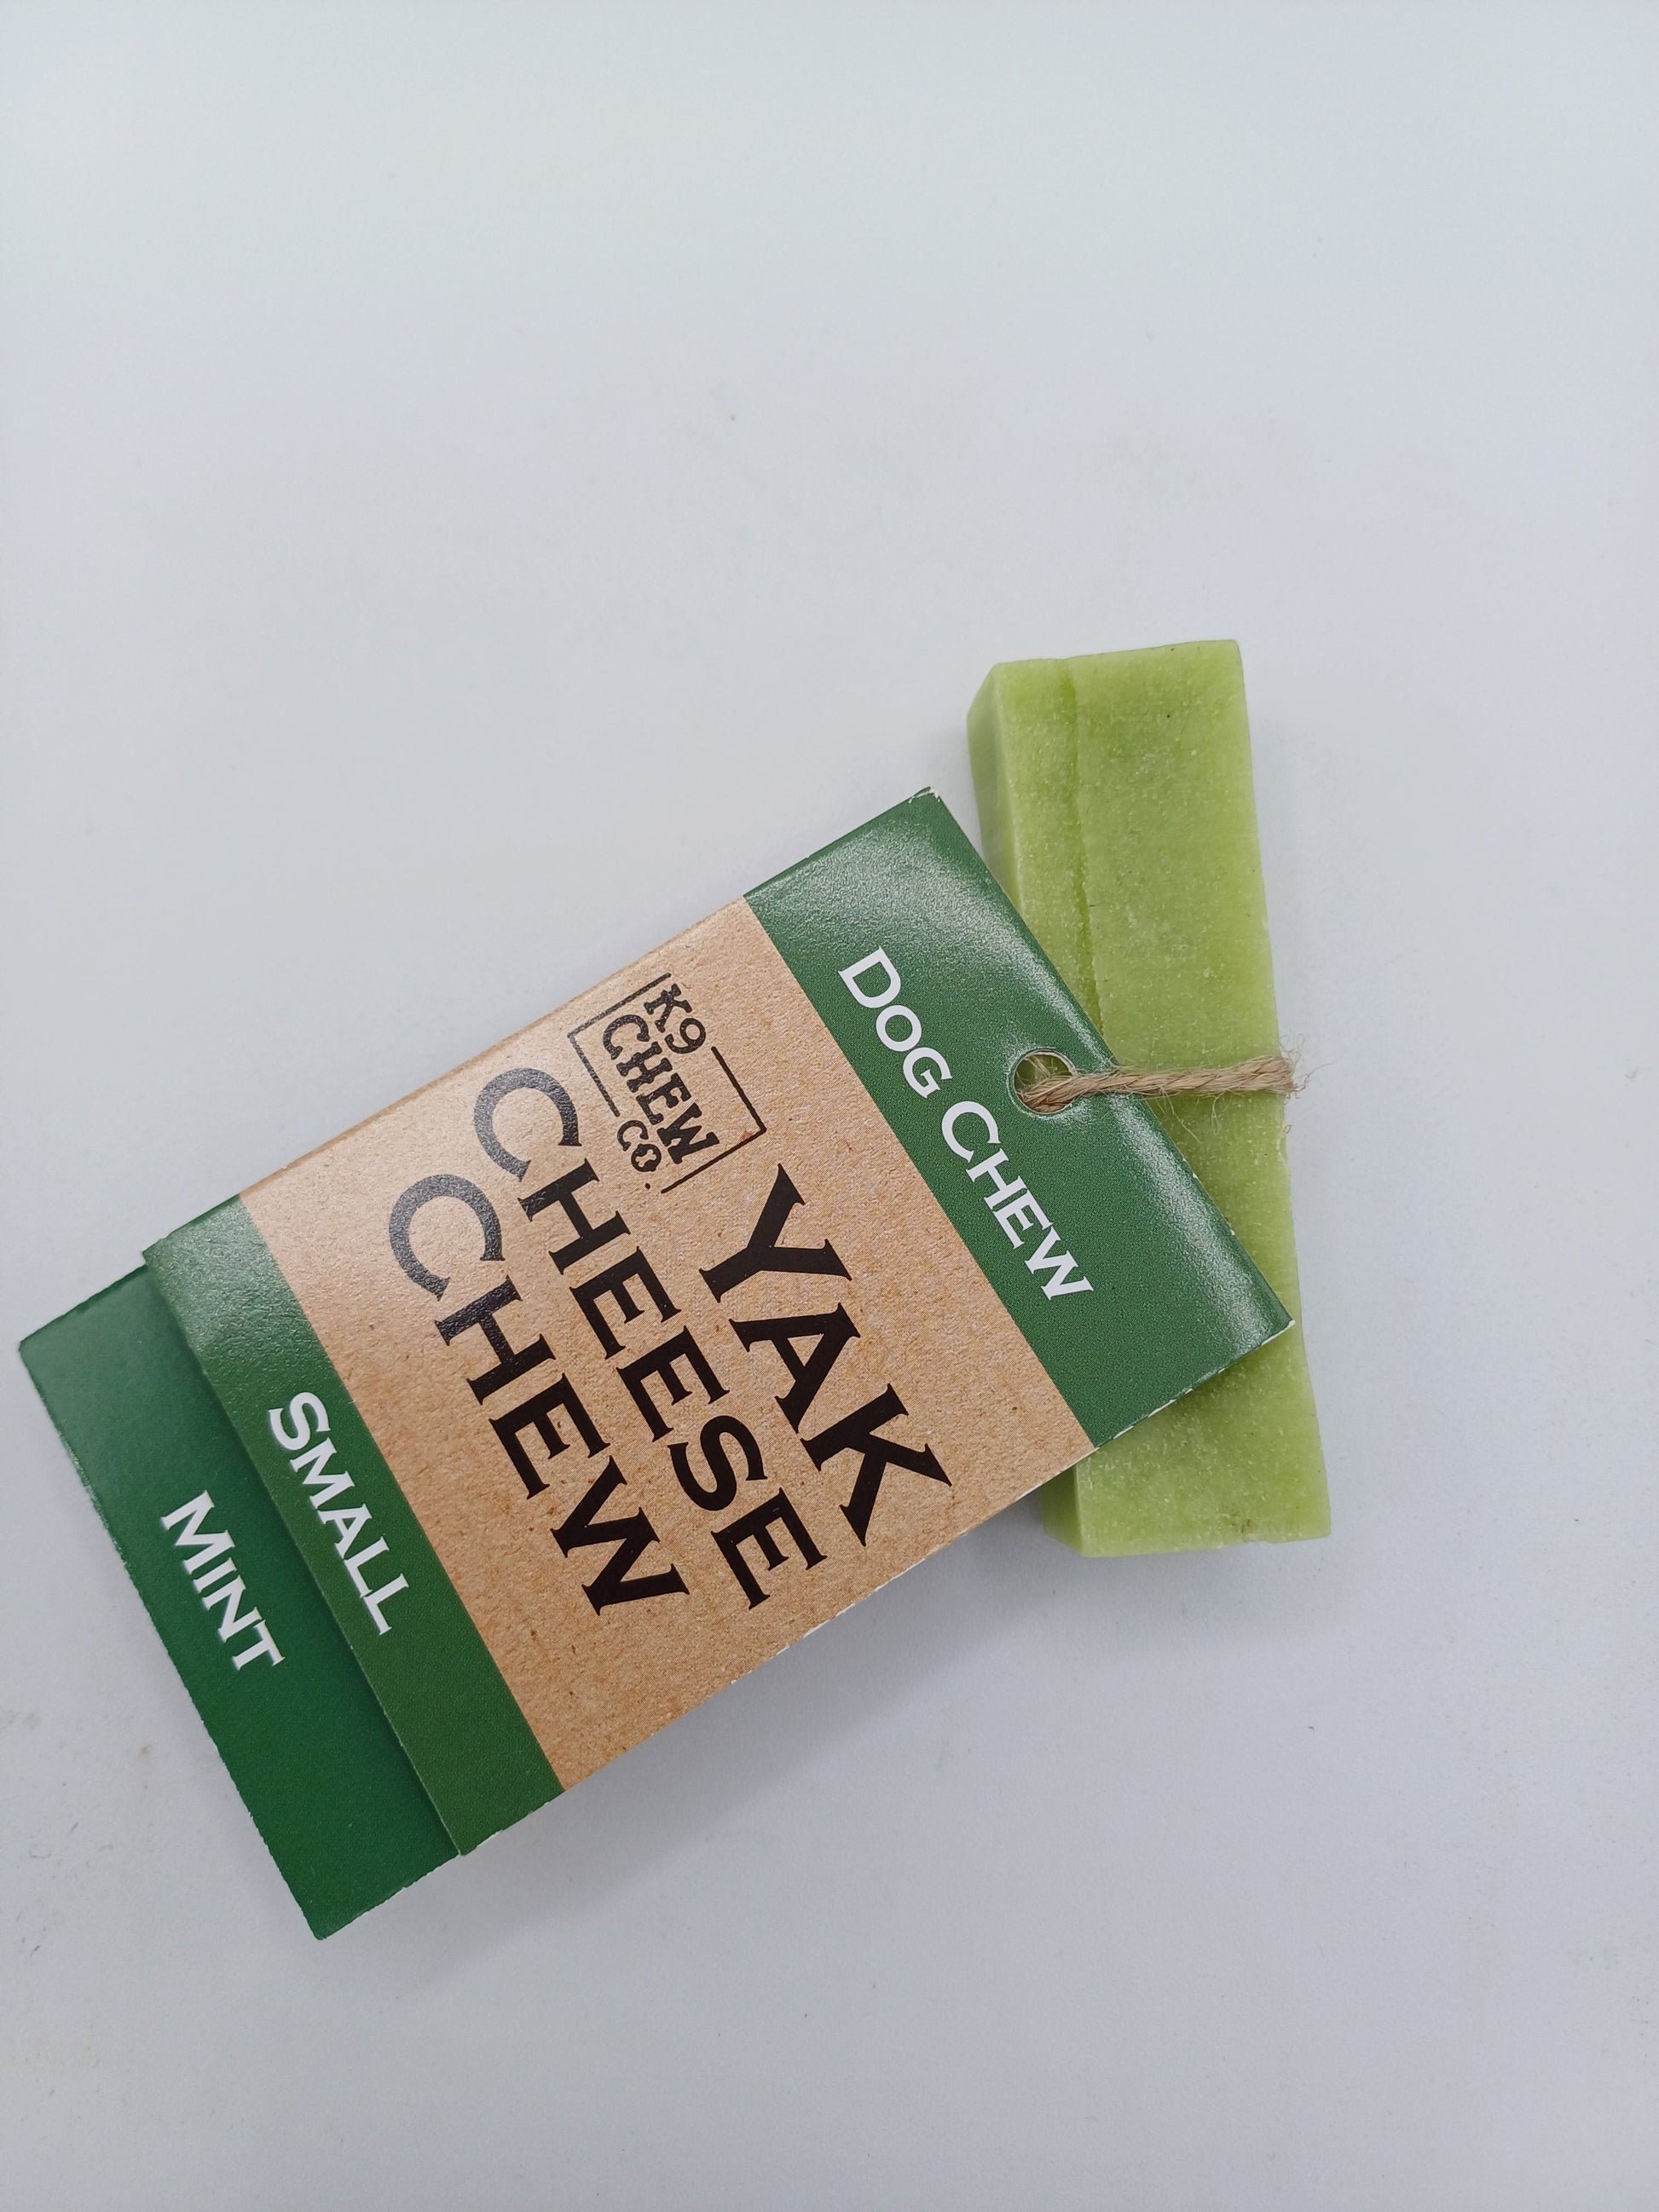 DOG CHEW
K9
CHEW
CO.
YAK
CHEESE
CHEW
SMALL
MINT